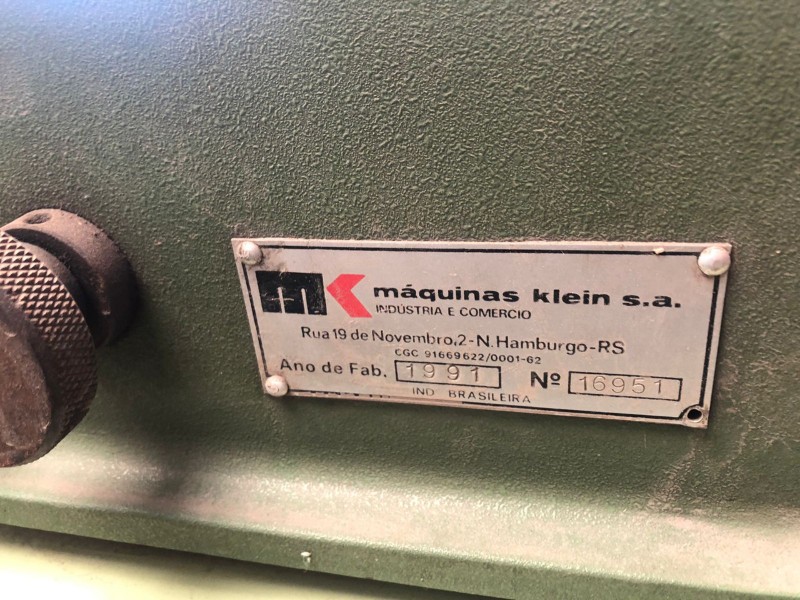 mk máquinas klein s.a.
INDÚSTRIA E COMERCIO
Rua 19 de Novembro,2-N.Hamburgo-RS
CGC 91669622/0001-62
Ano de Fab. 1991 Nº 16951
IND BRASILEIRA